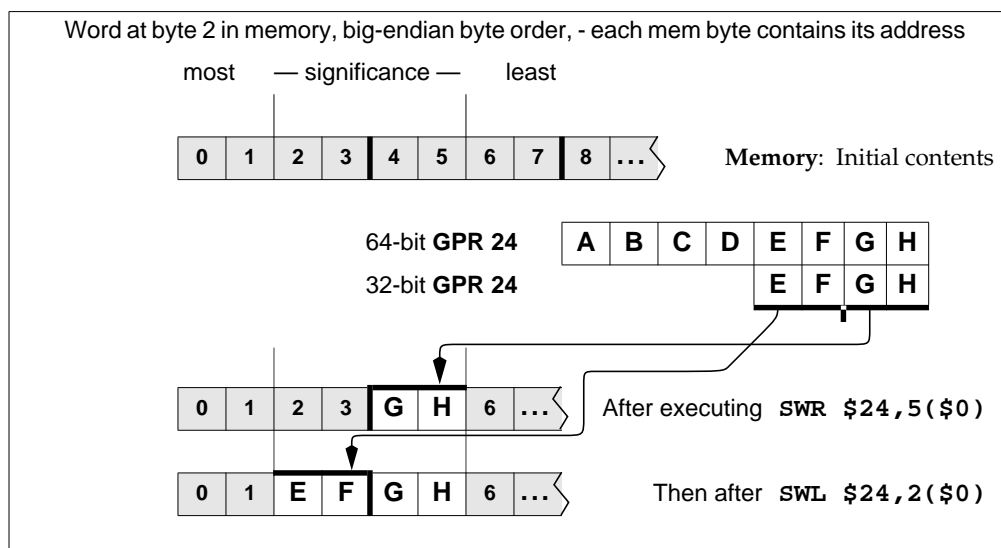 Word at byte 2 in memory, big-endian byte order, - each mem byte contains its address
most — significance — least
0 1 2 3 4 5 6 7 8 ... Memory: Initial contents
64-bit GPR 24 A B C D E F G H
32-bit GPR 24 E F G H
0 1 2 3 G H 6 ... After executing SWR $24,5($0)
0 1 E F G H 6 ... Then after SWL $24,2($0)